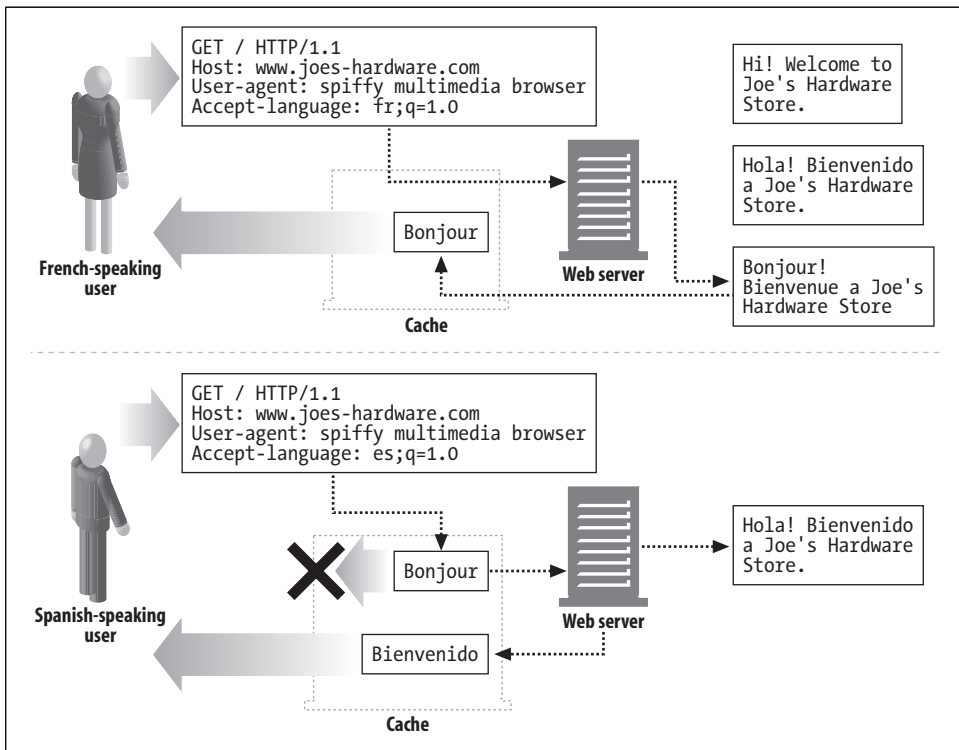 GET / HTTP/1.1
Host: www.joes-hardware.com
User-agent: spiffy multimedia browser
Accept-language: fr;q=1.0
Hi! Welcome to
Joe's Hardware
Store.
Hola! Bienvenido
a Joe's Hardware
Store.
Bonjour
French-speaking
user
Web server
Bonjour!
Bienvenue a Joe's
Hardware Store
Cache
GET / HTTP/1.1
Host: www.joes-hardware.com
User-agent: spiffy multimedia browser
Accept-language: es;q=1.0
Hola! Bienvenido
a Joe's Hardware
Store.
Bonjour
Spanish-speaking
user
Web server
Bienvenido
Cache